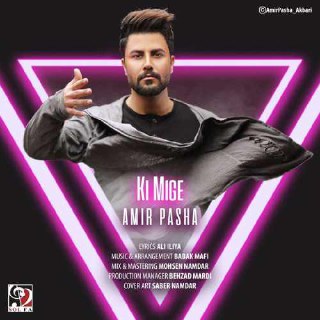 @AmirPasha_Akbari
KI MIGE
AMIR PASHA
LYRICS ALI ILIYA
MUSIC & ARRANGEMENT BABAK MAFI
MIX & MASTERING MOHSEN NAMDAR
PRODUCTION MANAGER BEHZAD MARDI
COVER ART SABER NAMDAR